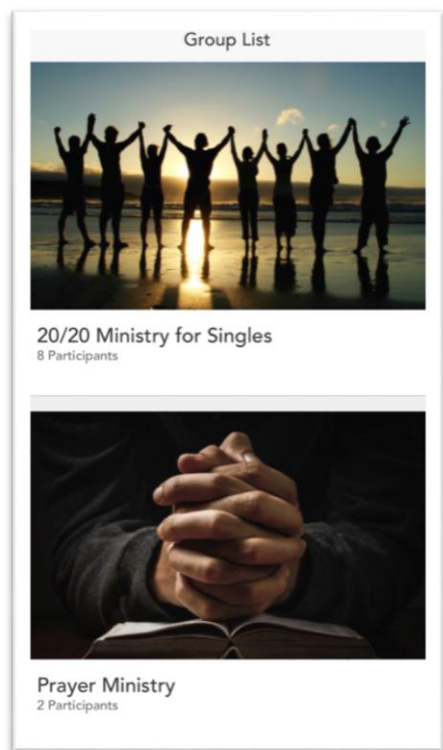 Group List
20/20 Ministry for Singles
8 Participants
Prayer Ministry
2 Participants